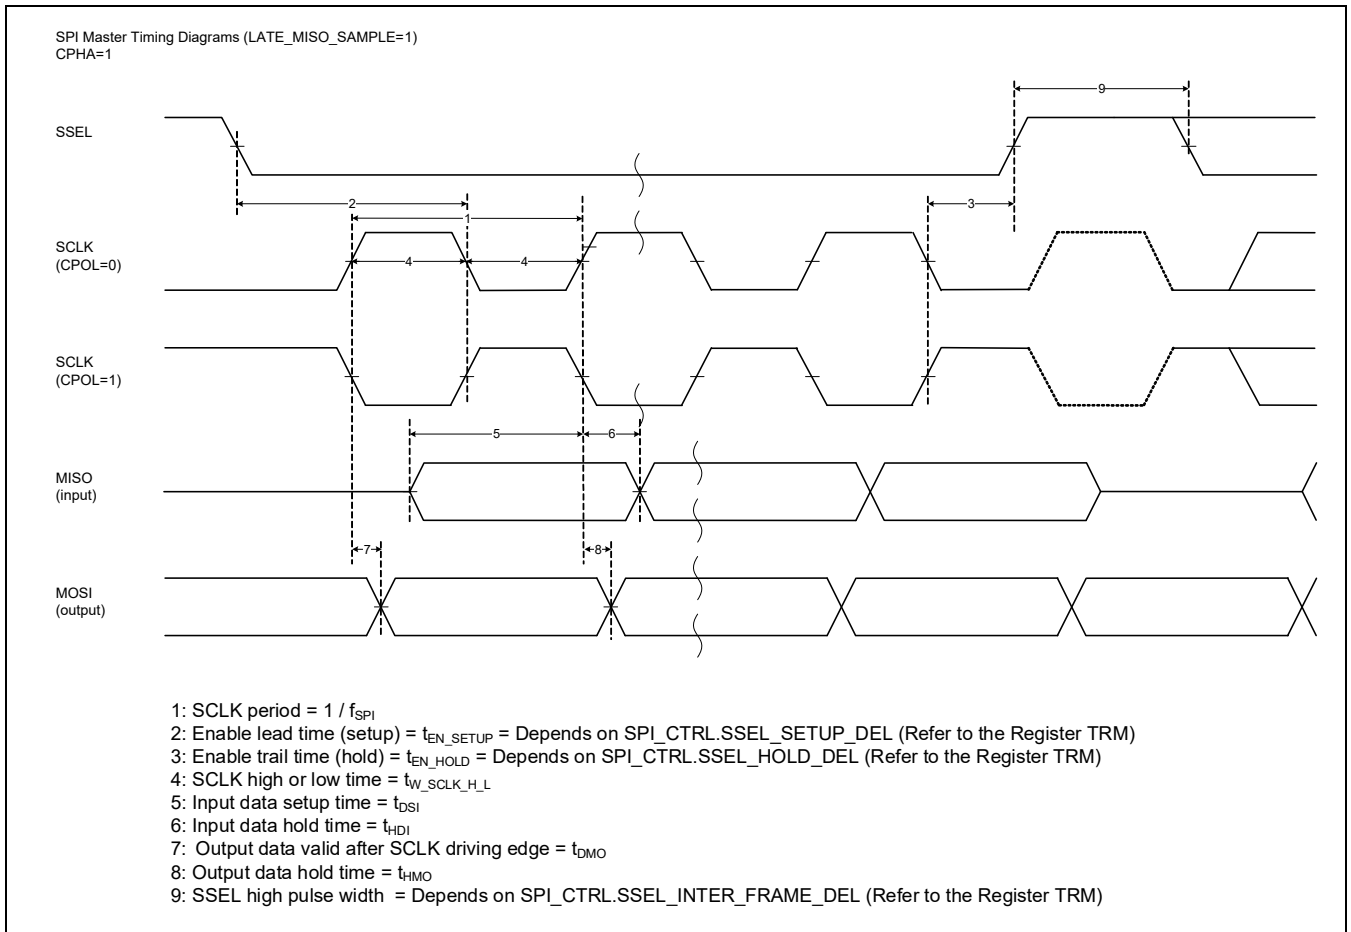 SPI Master Timing Diagrams (LATE_MISO_SAMPLE=1)
CPHA=1
9
SSEL
2
3
1
SCLK
(CPOL=0)
4
4
SCLK
(CPOL=1)
5
6
MISO
(input)
7
8
MOSI
(output)
1: SCLK period = 1 / fSPI
2: Enable lead time (setup) = tEN_SETUP = Depends on SPI_CTRL.SSEL_SETUP_DEL (Refer to the Register TRM)
3: Enable trail time (hold) = tEN_HOLD = Depends on SPI_CTRL.SSEL_HOLD_DEL (Refer to the Register TRM)
4: SCLK high or low time = tW_SCLK_H_L
5: Input data setup time = tDSI
6: Input data hold time = tHDI
7: Output data valid after SCLK driving edge = tDMO
8: Output data hold time = tHMO
9: SSEL high pulse width = Depends on SPI_CTRL.SSEL_INTER_FRAME_DEL (Refer to the Register TRM)